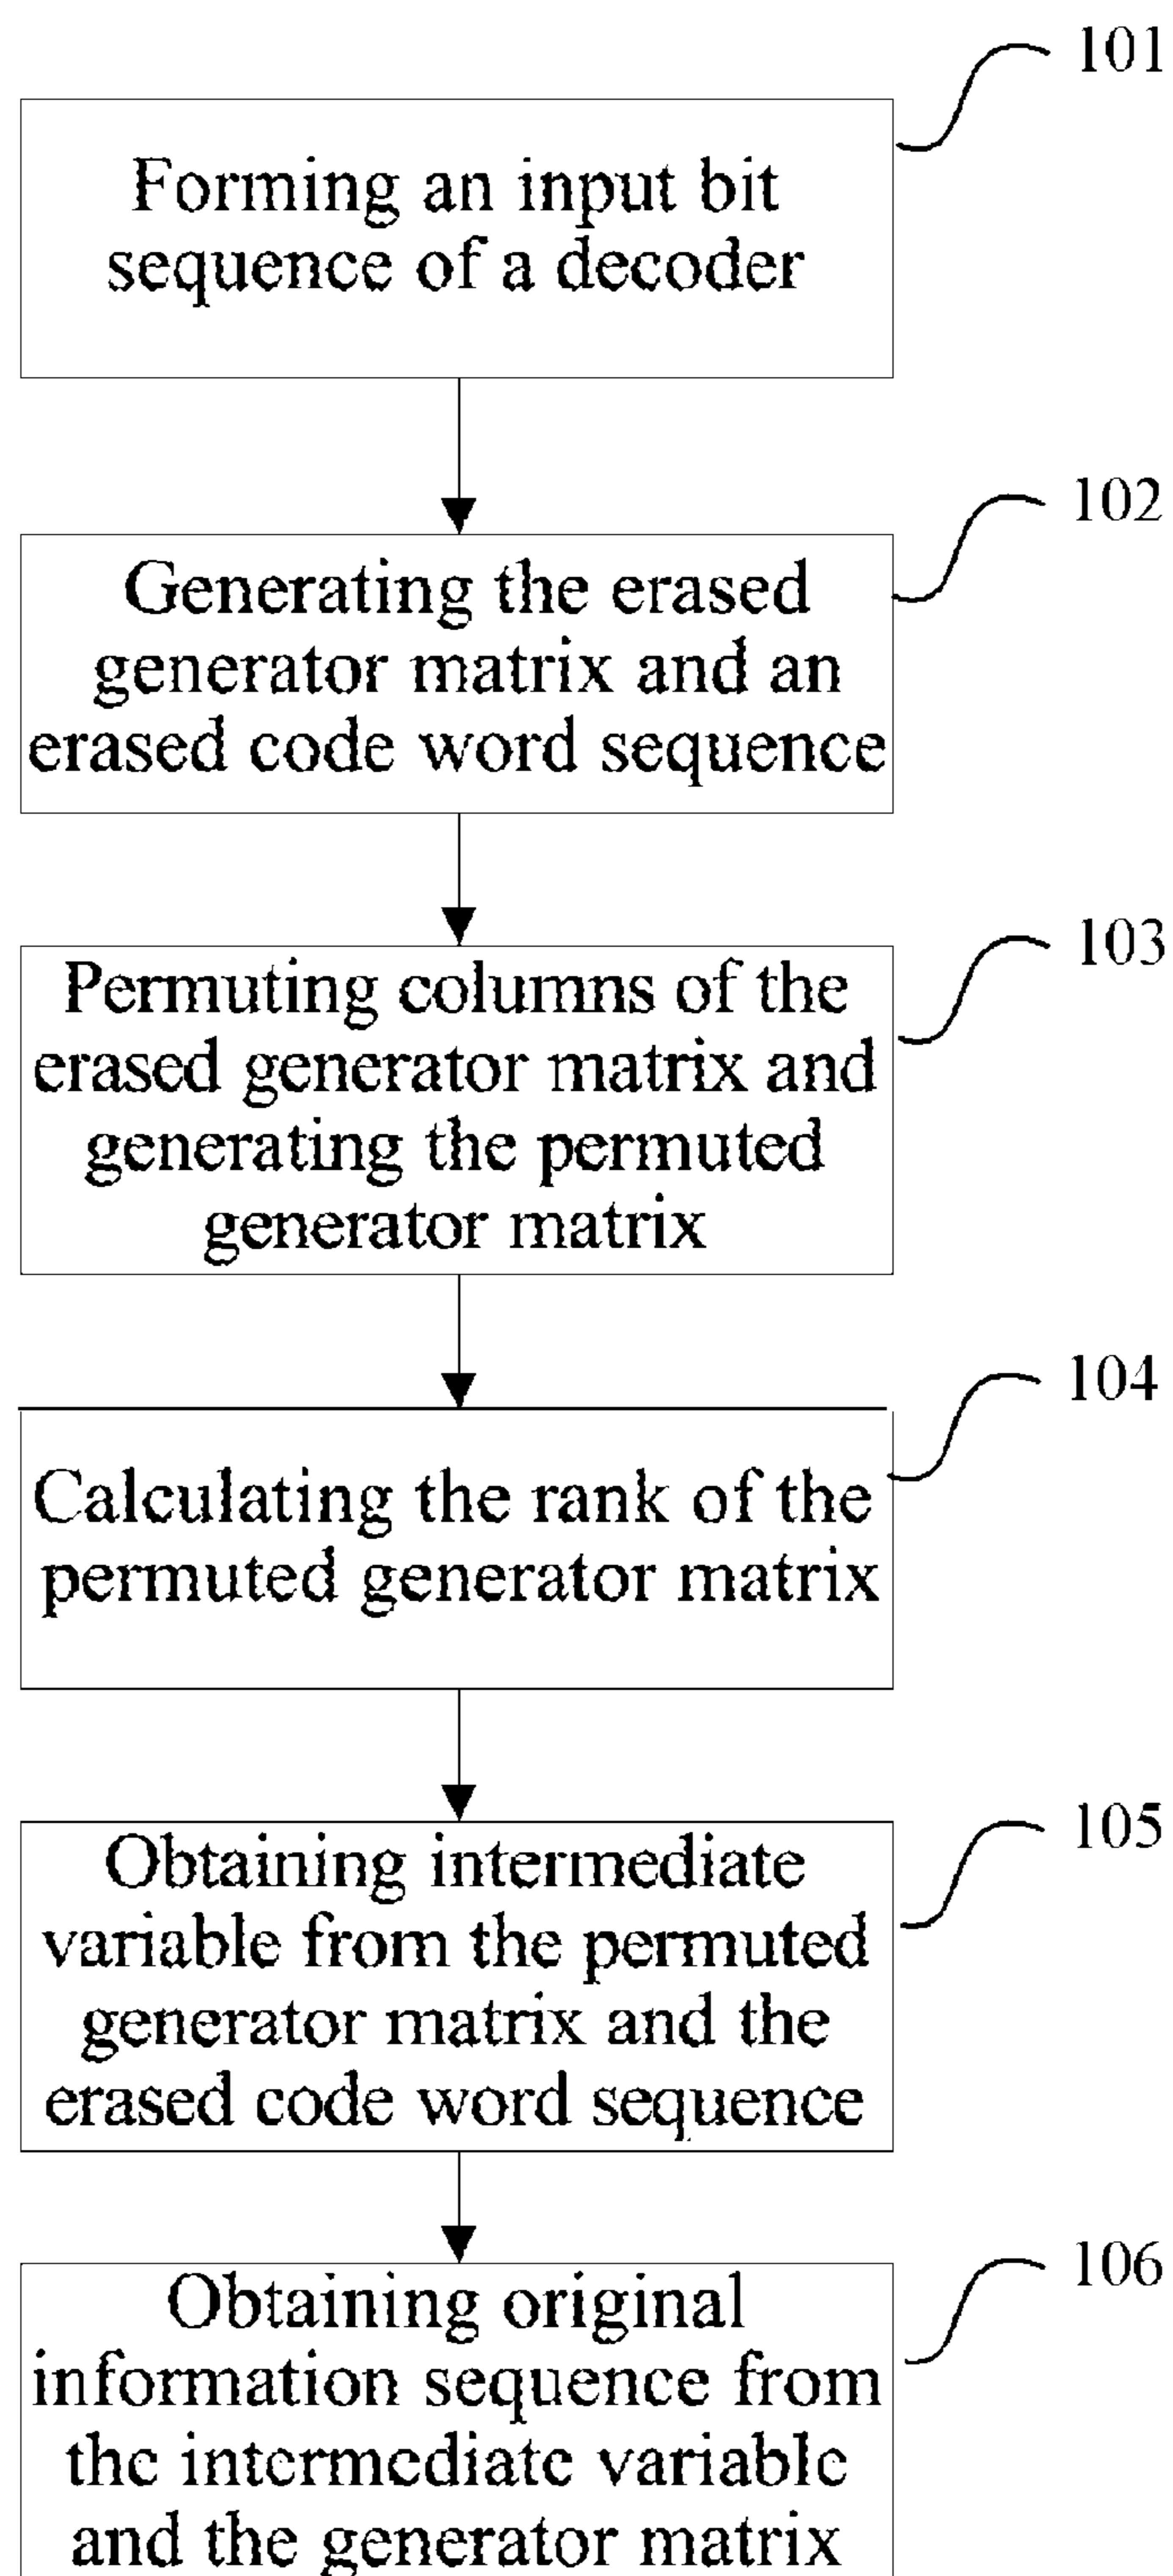 101
Forming an input bit
sequence of a decoder
102
Generating the erased
generator matrix and an
erased code word sequence
103
Permuting columns of the
erased generator matrix and
generating the permuted
generator matrix
104
Calculating the rank of the
permuted generator matrix
105
Obtaining intermediate
variable from the permuted
generator matrix and the
erased code word sequence
106
Obtaining original
information sequence from
the intermediate variable
and the generator matrix